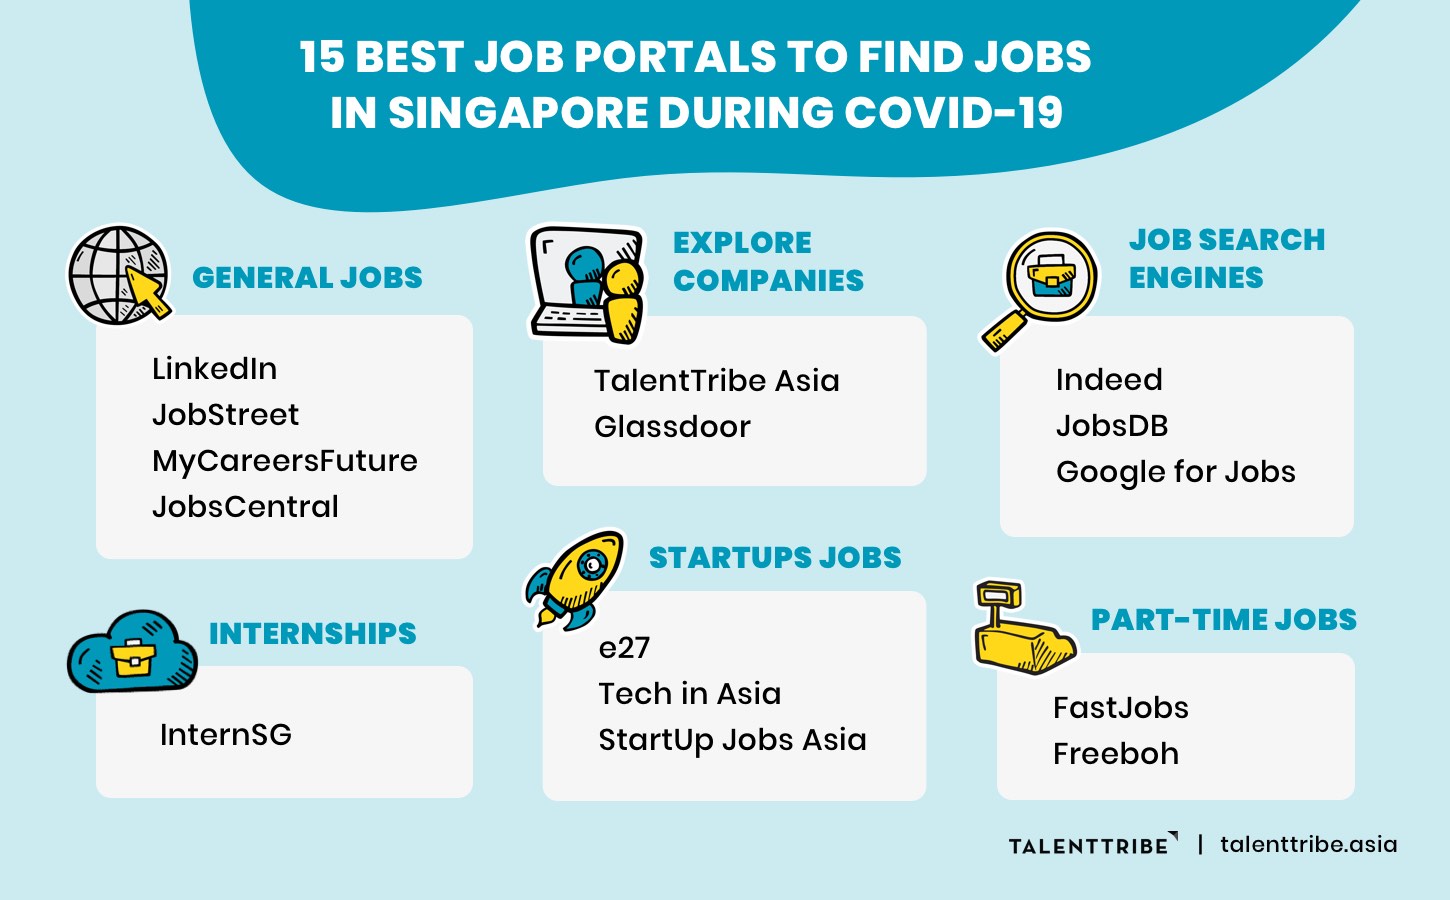 15 BEST JOB PORTALS TO FIND JOBS
IN SINGAPORE DURING COVID-19
GENERAL JOBS
LinkedIn
JobStreet
MyCareersFuture
JobsCentral
EXPLORE
COMPANIES
TalentTribe Asia
Glassdoor
JOB SEARCH
ENGINES
Indeed
JobsDB
Google for Jobs
INTERNSHIPS
InternSG
STARTUPS JOBS
e27
Tech in Asia
StartUp Jobs Asia
PART-TIME JOBS
FastJobs
Freeboh
TALENTTRIBE | talenttribe.asia